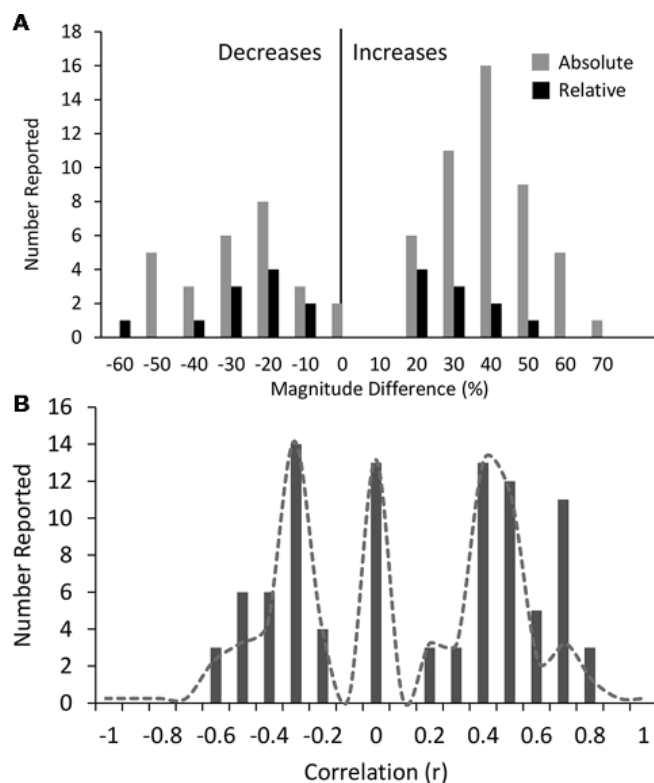 A
Decreases Increases
Absolute
Relative
Number Reported
18
16
14
12
10
8
6
4
2
0
-60 -50 -40 -30 -20 -10 0 10 20 30 40 50 60 70
Magnitude Difference (%)
B
Number Reported
16
14
12
10
8
6
4
2
0
-1 -0.8 -0.6 -0.4 -0.2 0 0.2 0.4 0.6 0.8 1
Correlation (r)